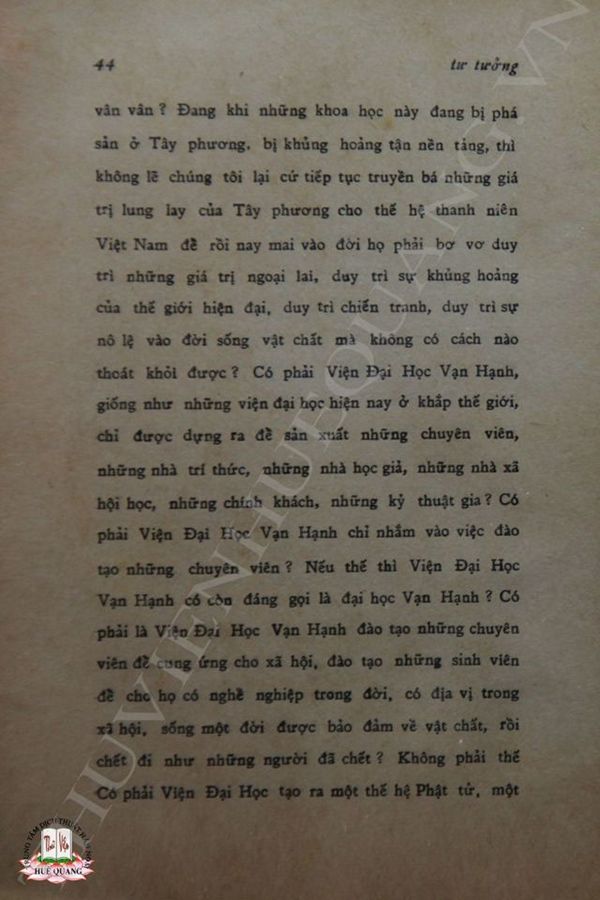 44
tư tưởng
vân vân ? Đang khi những khoa học này đang bị phá
sản ở Tây phương, bị khủng hoảng tận nền tảng, thì
không lẽ chúng tôi lại cứ tiếp tục truyền bá những giá
trị lung lay của Tây phương cho thế hệ thanh niên
Việt Nam để rồi nay mai vào đời họ phải bơ vơ duy
trì những giá trị ngoại lai, duy trì sự khủng hoảng
của thế giới hiện đại, duy trì chiến tranh, duy trì sự
nô lệ vào đời sống vật chất mà không có cách nào
thoát khỏi được ? Có phải Viện Đại Học Vạn Hạnh,
giống như những viện đại học hiện nay ở khắp thế giới,
chỉ được dựng ra để sản xuất những chuyên viên,
những nhà trí thức, những nhà học giả, những nhà xã
hội học, những chính khách, những kỷ thuật gia ? Có
phải Viện Đại Học Vạn Hạnh chỉ nhắm vào việc đào
tạo những chuyên viên ? Nếu thế thì Viện Đại Học
Vạn Hạnh có còn đáng gọi là đại học Vạn Hạnh ? Có
phải là Viện Đại Học Vạn Hạnh đào tạo những chuyên
viên để cung ứng cho xã hội, đào tạo những sinh viên
để cho họ có nghề nghiệp trong đời, có địa vị trong
xã hội, sống một đời được bảo đảm về vật chất, rồi
chết đi như những người đã chết ? Không phải thế
Có phải Viện Đại Học tạo ra một thế hệ Phật tử, một
THUVIENHUEQUANG.VN
HUỆ QUANG